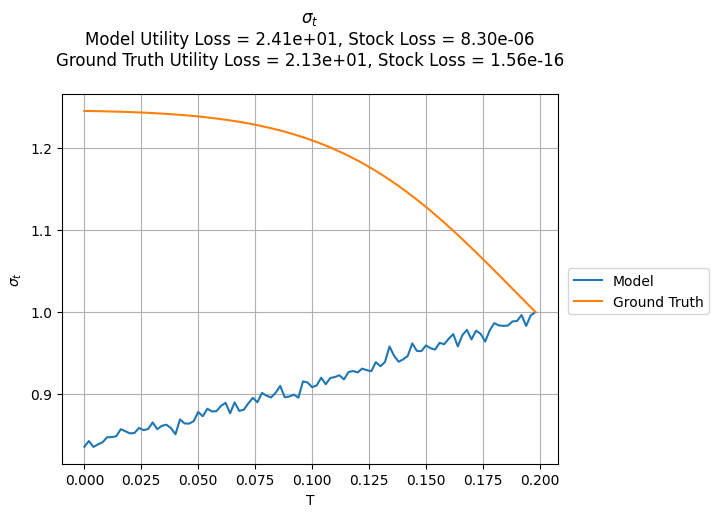 σt
Model Utility Loss = 2.41e+01, Stock Loss = 8.30e-06
Ground Truth Utility Loss = 2.13e+01, Stock Loss = 1.56e-16
1.2
1.1
1.0
0.9
σt
Model
Ground Truth
0.000 0.025 0.050 0.075 0.100 0.125 0.150 0.175 0.200
T